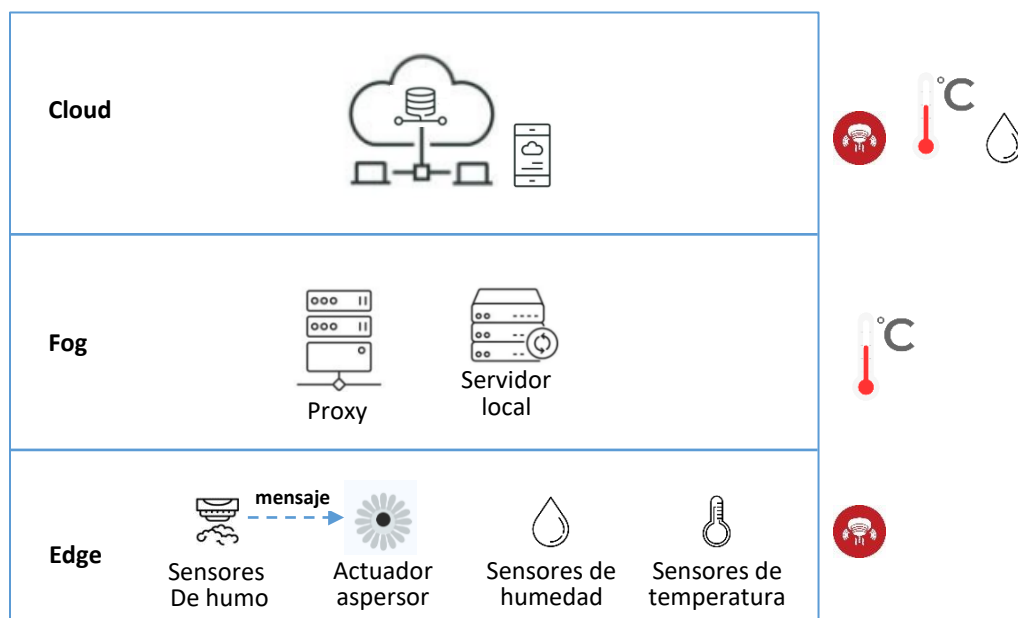 Cloud
°C
Fog
Proxy
Servidor
local
°C
Edge
mensaje
Sensores
De humo
Actuador
aspersor
Sensores de
humedad
Sensores de
temperatura